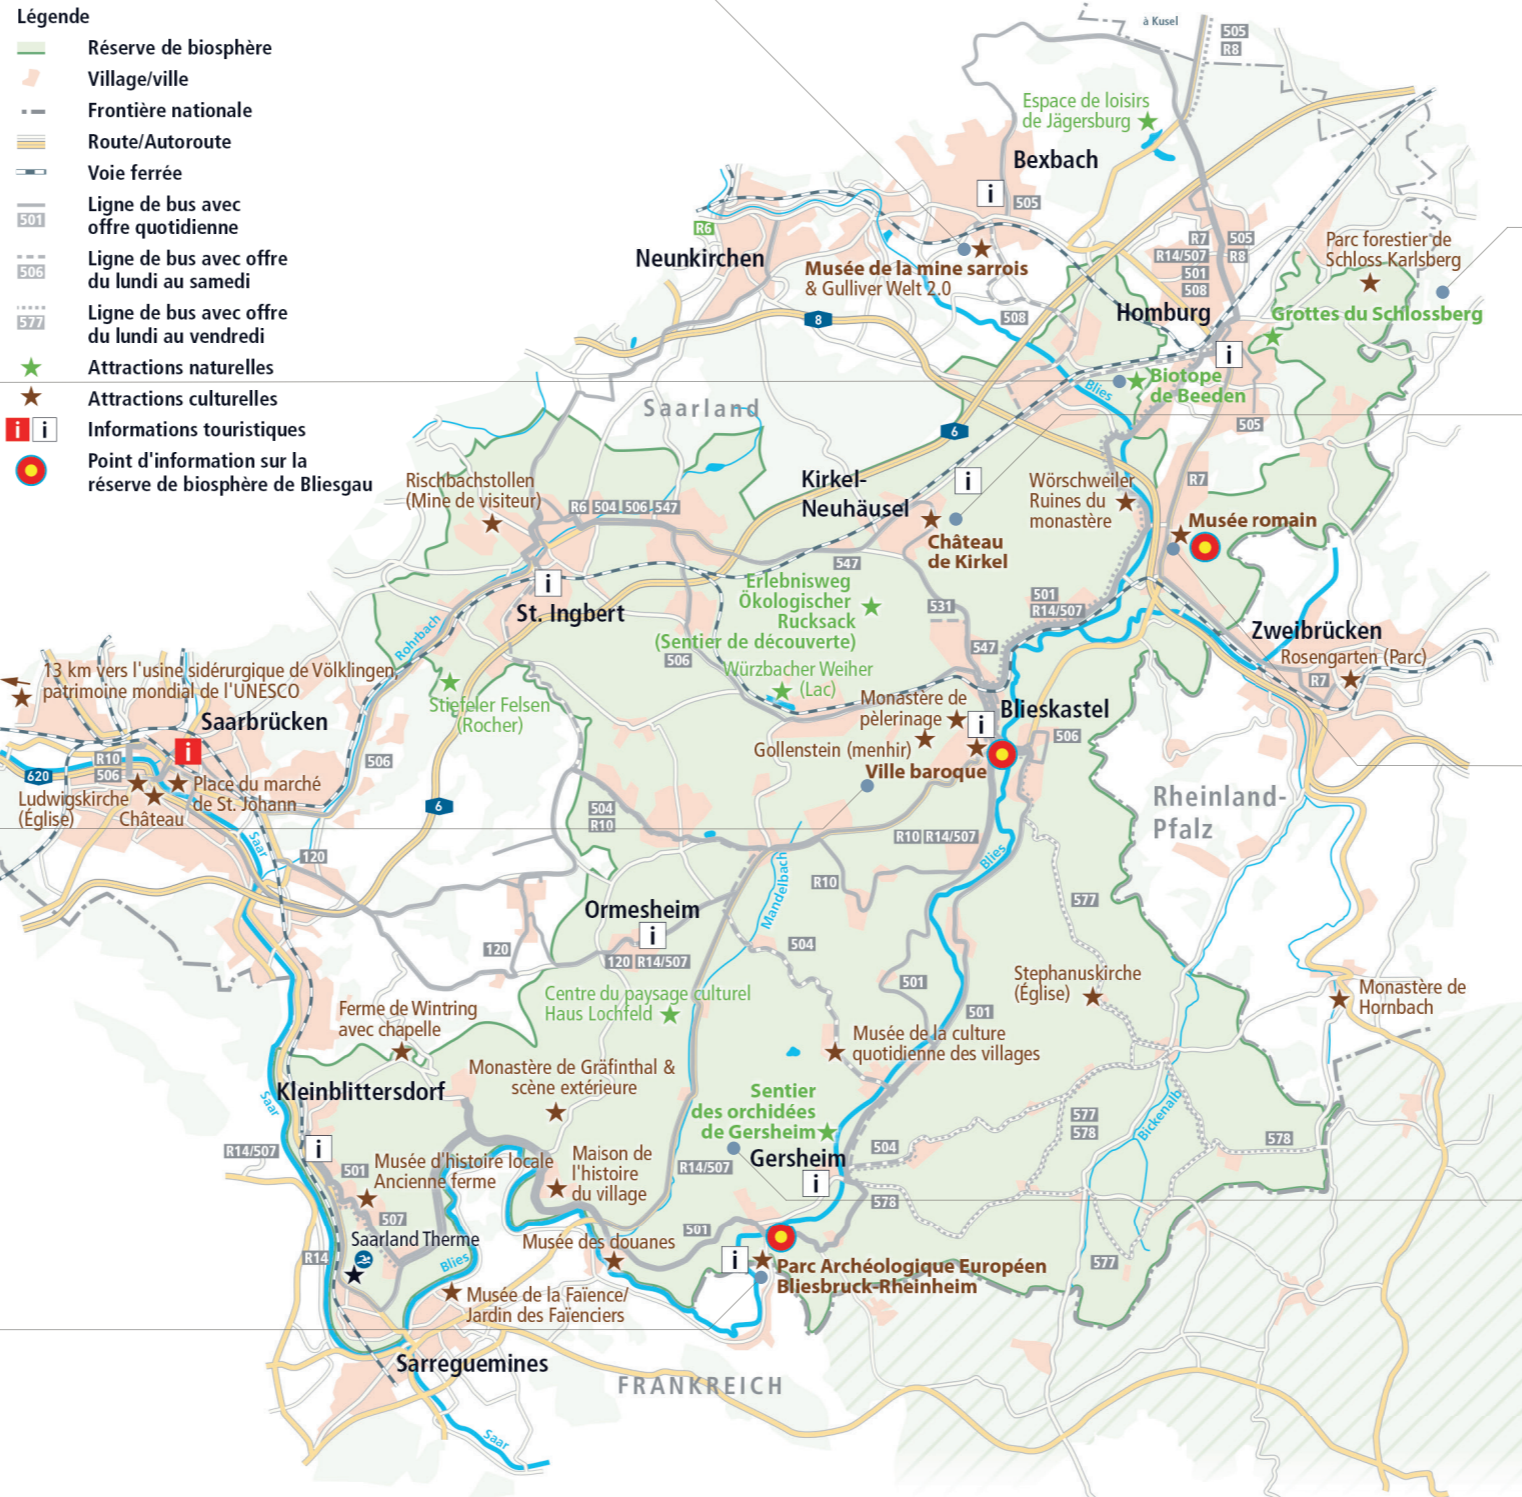 Légende
Réserve de biosphère
Village/ville
Frontière nationale
Route/Autoroute
Voie ferrée
501
Ligne de bus avec
offre quotidienne
506
Ligne de bus avec offre
du lundi au samedi
577
Ligne de bus avec offre
du lundi au vendredi
Attractions naturelles
Attractions culturelles
i i
Informations touristiques
Point d'information sur la
réserve de biosphère de Bliesgau
à Kusel
505
R8
Espace de loisirs
de Jägersburg
Bexbach
i
505
R6
Neunkirchen
Musée de la mine sarrois
& Gulliver Welt 2.0
R7
505
R14/507
R8
501
508
Parc forestier de
Schloss Karlsberg
8
508
Homburg
Grottes du Schlossberg
i
Biotope
de Beeden
Blies
Saarland
6
505
Rischbachstollen
(Mine de visiteur)
R6 504 506 547
Kirkel-
Neuhäusel
i
Wörschweiler
Ruines du
monastère
R7
Musée romain
Château
de Kirkel
547
i
St. Ingbert
Erlebnisweg
Ökologischer
Rucksack
(Sentier de découverte)
531
501
R14/507
547
506
Rohrbach
Zweibrücken
Rosengarten (Parc)
R7
13 km vers l'usine sidérurgique de Völklingen,
patrimoine mondial de l'UNESCO
Stiefeler Felsen
(Rocher)
Würzbacher Weiher
(Lac)
Monastère de
pèlerinage
i
Blieskastel
506
Gollenstein (menhir)
Ville baroque
Saarbrücken
i
R10
506
620
506
Ludwigskirche
(Église)
Château
Place du marché
de St. Johann
6
504
R10
Rheinland-
Pfalz
R10 R14/507
Saar
120
Blies
R10
Mandelbach
577
Ormesheim
i
120
120 R14/507
504
501
501
Stephanuskirche
(Église)
Monastère de
Hornbach
Ferme de Wintring
avec chapelle
Centre du paysage culturel
Haus Lochfeld
Musée de la culture
quotidienne des villages
Monastère de Gräfinthal &
scène extérieure
Kleinblittersdorf
Saar
Sentier
des orchidées
de Gersheim
577
578
Bickenalb
578
504
R14/507
i
501
Musée d'histoire locale
Ancienne ferme
Maison de
l'histoire
du village
R14/507
Gersheim
i
578
507
Saarland Therme
R14
Blies
Musée des douanes
501
i
Parc Archéologique Européen
Bliesbruck-Rheinheim
577
Musée de la Faïence/
Jardin des Faïenciers
Sarreguemines
FRANKREICH
Saar